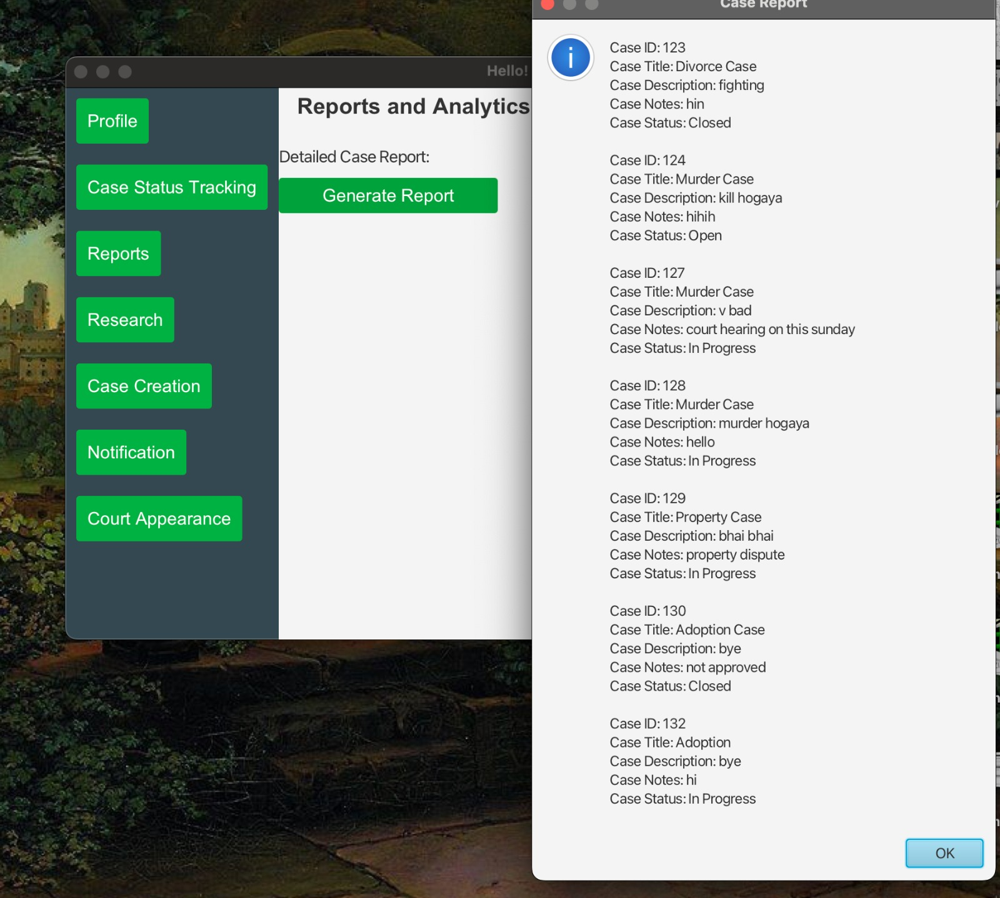 Hello!
Profile
Case Status Tracking
Reports
Research
Case Creation
Notification
Court Appearance
Reports and Analytics
Detailed Case Report:
Generate Report
Case Report
Case ID: 123
Case Title: Divorce Case
Case Description: fighting
Case Notes: hin
Case Status: Closed
Case ID: 124
Case Title: Murder Case
Case Description: kill hogaya
Case Notes: hihih
Case Status: Open
Case ID: 127
Case Title: Murder Case
Case Description: v bad
Case Notes: court hearing on this sunday
Case Status: In Progress
Case ID: 128
Case Title: Murder Case
Case Description: murder hogaya
Case Notes: hello
Case Status: In Progress
Case ID: 129
Case Title: Property Case
Case Description: bhai bhai
Case Notes: property dispute
Case Status: In Progress
Case ID: 130
Case Title: Adoption Case
Case Description: bye
Case Notes: not approved
Case Status: Closed
Case ID: 132
Case Title: Adoption
Case Description: bye
Case Notes: hi
Case Status: In Progress
OK